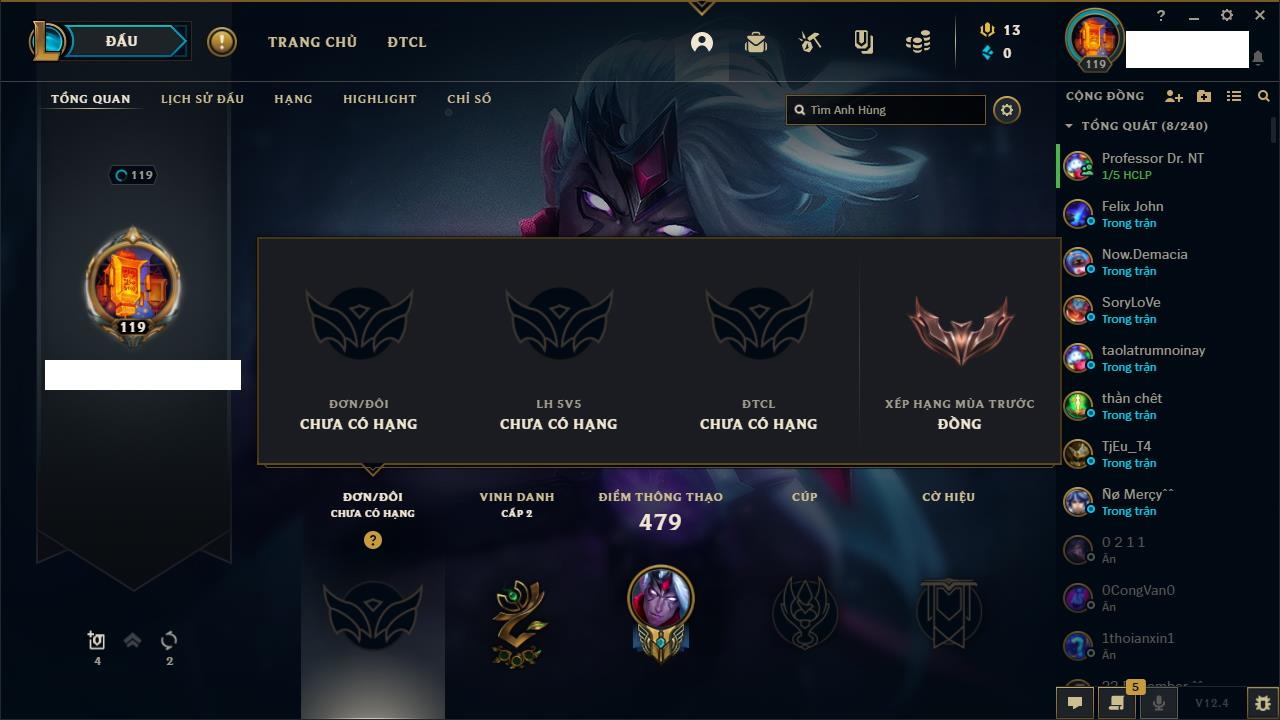 ĐẤU
!
TRANG CHỦ
ĐTCL
13
0
?
119
TỔNG QUAN
LỊCH SỬ ĐẤU
HẠNG
HIGHLIGHT
CHỈ SỐ
Tìm Anh Hùng
119
119
ĐƠN/ĐÔI
CHƯA CÓ HẠNG
LH 5V5
CHƯA CÓ HẠNG
ĐTCL
CHƯA CÓ HẠNG
XẾP HẠNG MÙA TRƯỚC
ĐỒNG
ĐƠN/ĐÔI
CHƯA CÓ HẠNG
?
VINH DANH
CẤP 2
ĐIỂM THÔNG THẠO
479
CÚP
CỜ HIỆU
4
2
CỘNG ĐỒNG
TỔNG QUÁT (8/240)
Professor Dr. NT
1/5 HCLP
Felix John
Trong trận
Now.Demacia
Trong trận
SoryLoVe
Trong trận
taolatrumnoinay
Trong trận
thần chêt
Trong trận
TjEu_T4
Trong trận
Ñø Merçy^^
Trong trận
0 2 1 1
Ẩn
0CongVan0
Ẩn
1thoianxin1
Ẩn
5
V12.4